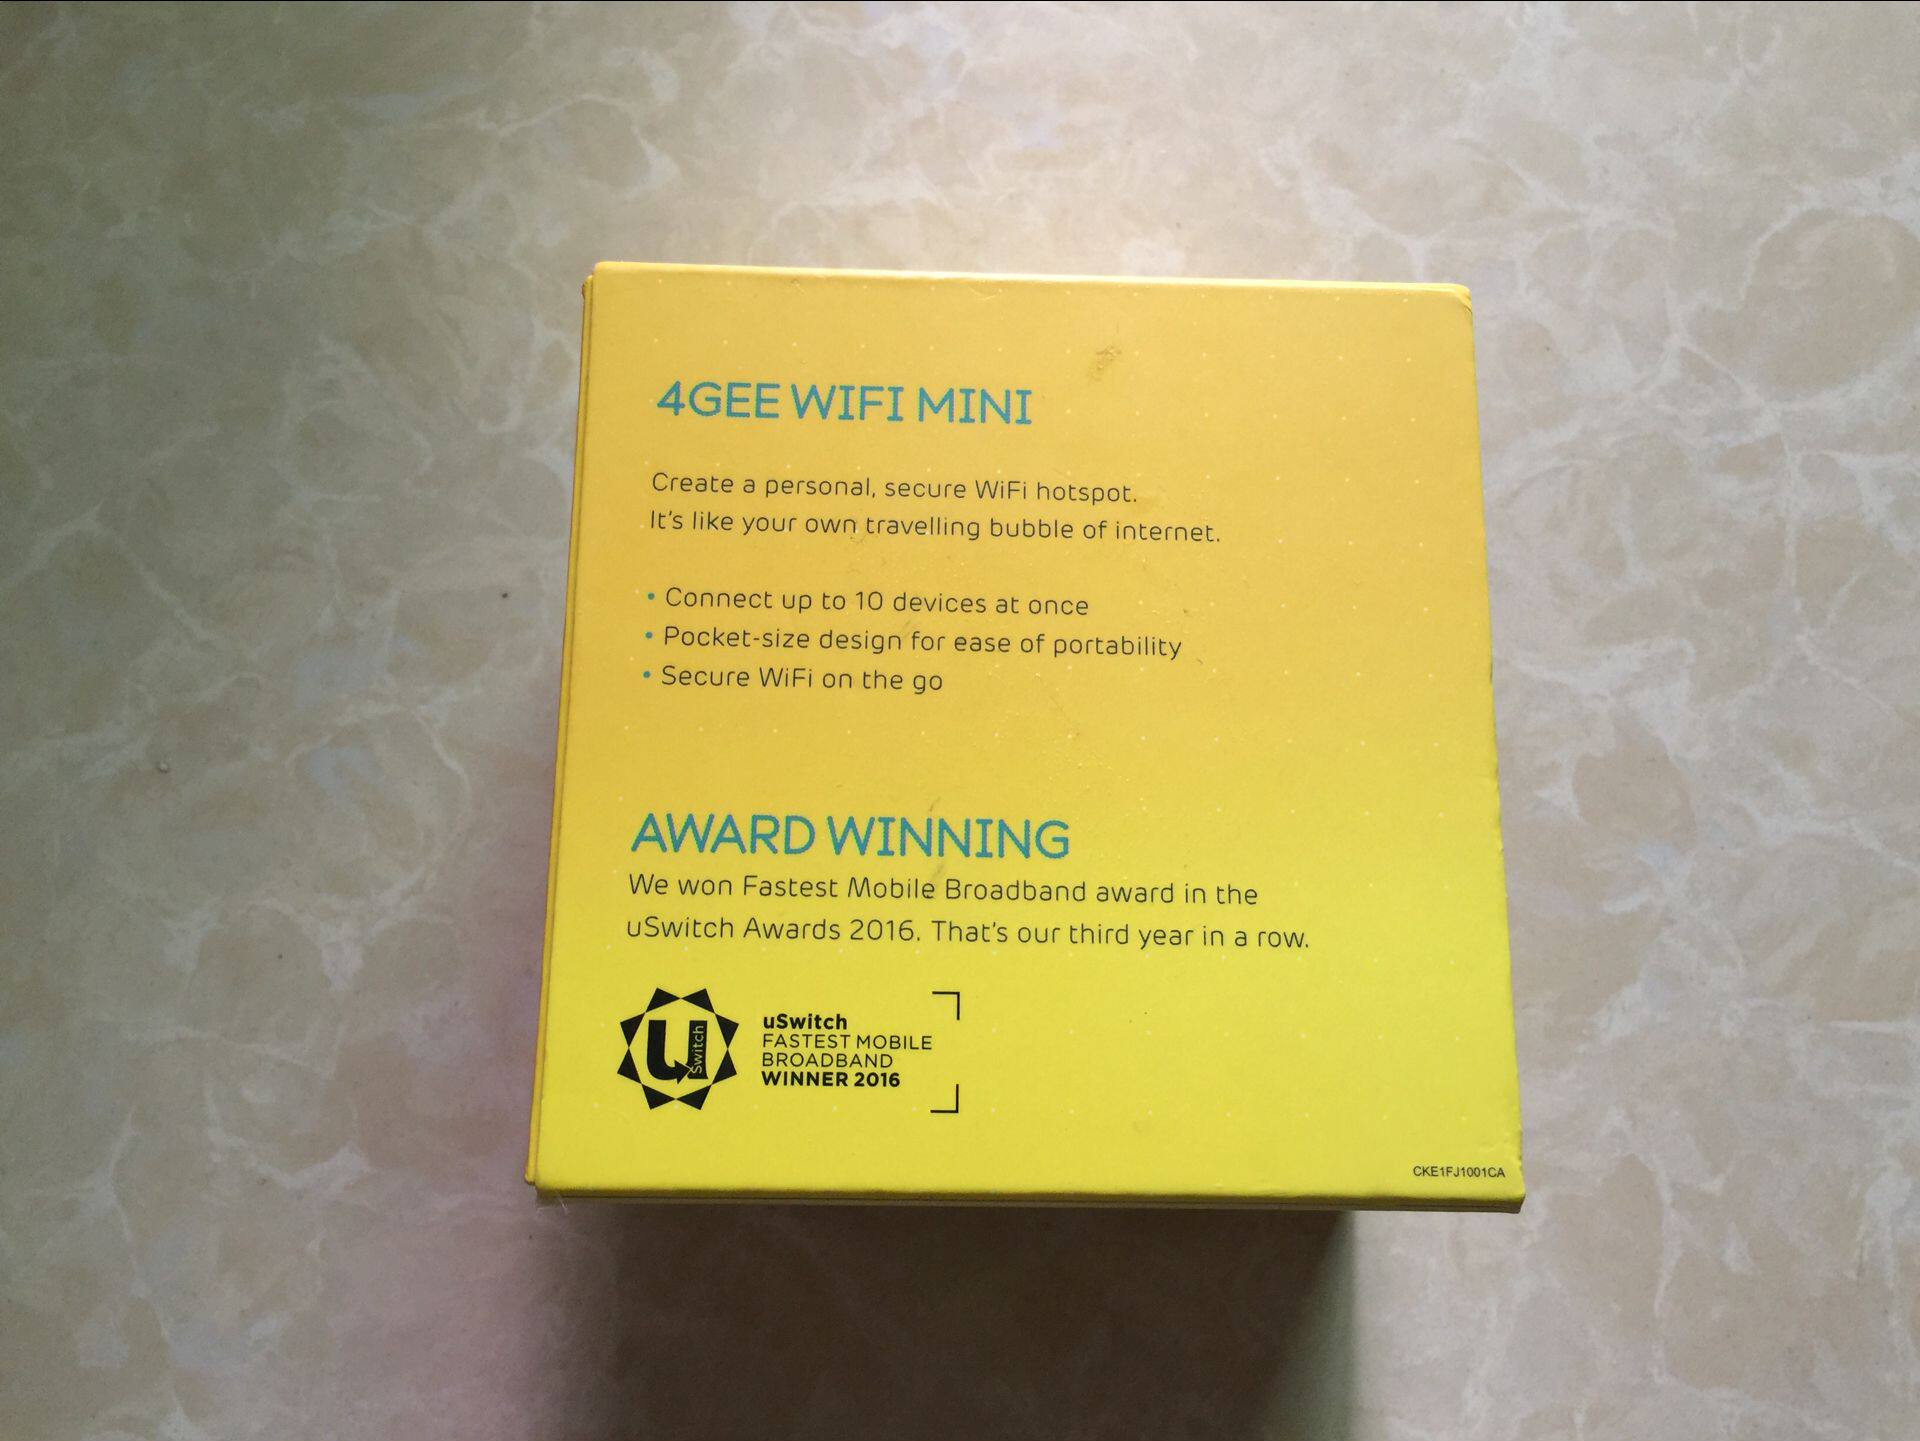 4GEE WIFI MINI
Create a personal, secure WiFi hotspot.
It's like your own travelling bubble of internet.
• Connect up to 10 devices at once
• Pocket-size design for ease of portability
• Secure WiFi on the go
AWARD WINNING
We won Fastest Mobile Broadband award in the
uSwitch Awards 2016. That's our third year in a row.
uSwitch
uSwitch
FASTEST MOBILE
BROADBAND
WINNER 2016
CKE1FJ1001CA